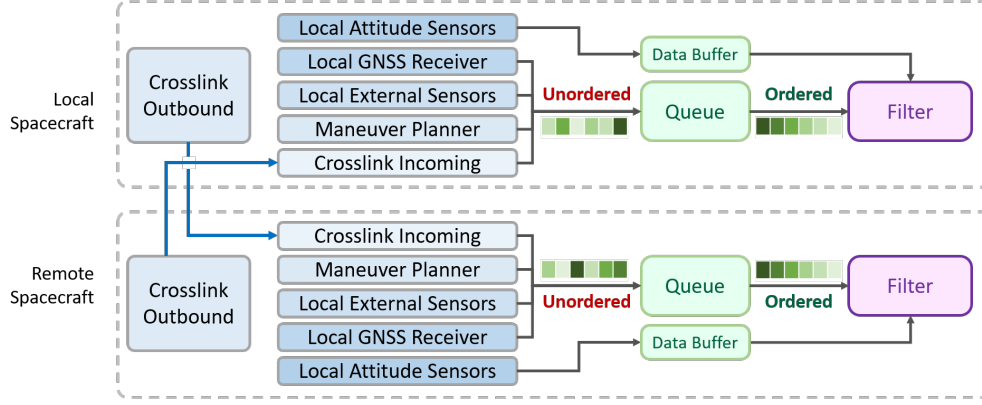 Local
Spacecraft
Crosslink
Outbound
Local Attitude Sensors
Local GNSS Receiver
Local External Sensors
Maneuver Planner
Crosslink Incoming
Unordered
Data Buffer
Queue
Ordered
Filter
Remote
Spacecraft
Crosslink
Outbound
Crosslink Incoming
Maneuver Planner
Local External Sensors
Local GNSS Receiver
Local Attitude Sensors
Unordered
Queue
Data Buffer
Ordered
Filter